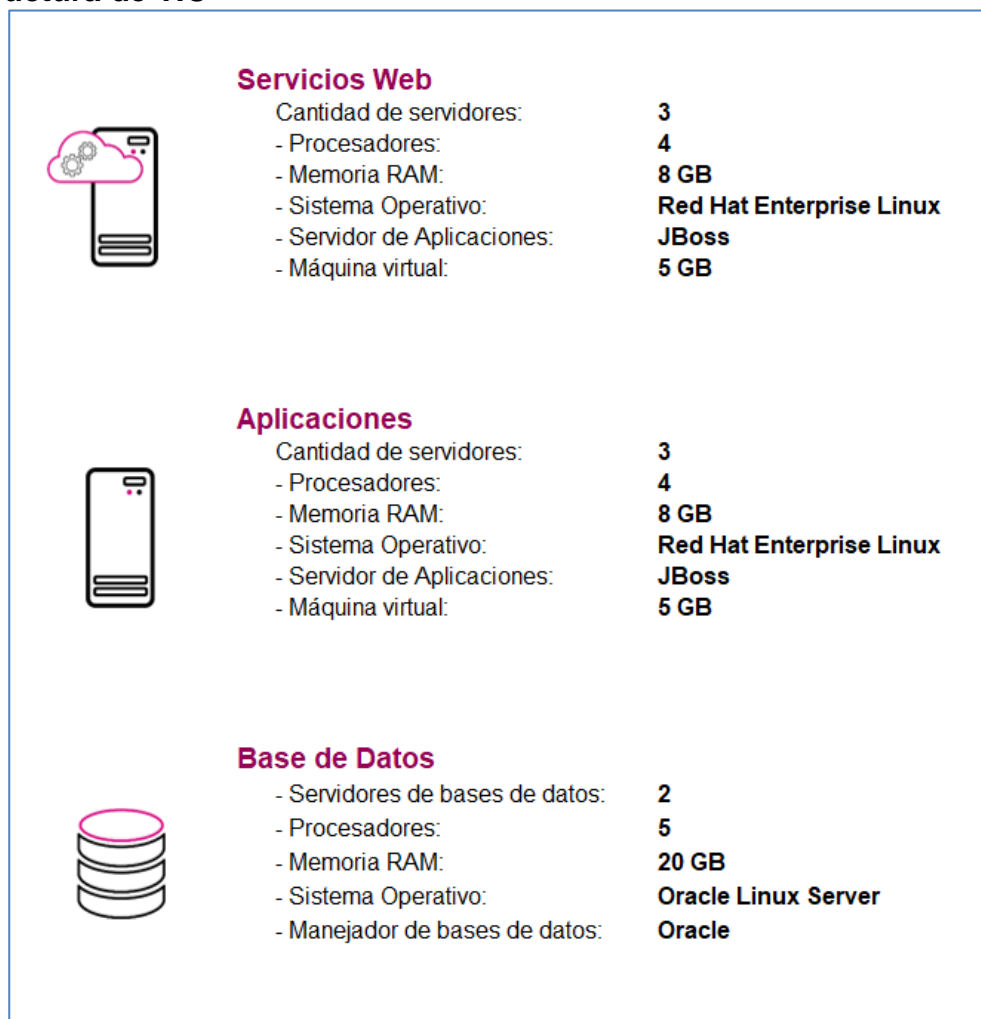 Servicios Web
Cantidad de servidores: 3
- Procesadores: 4
- Memoria RAM: 8 GB
- Sistema Operativo: Red Hat Enterprise Linux
- Servidor de Aplicaciones: JBoss
- Máquina virtual: 5 GB
Aplicaciones
Cantidad de servidores: 3
- Procesadores: 4
- Memoria RAM: 8 GB
- Sistema Operativo: Red Hat Enterprise Linux
- Servidor de Aplicaciones: JBoss
- Máquina virtual: 5 GB
Base de Datos
- Servidores de bases de datos: 2
- Procesadores: 5
- Memoria RAM: 20 GB
- Sistema Operativo: Oracle Linux Server
- Manejador de bases de datos: Oracle